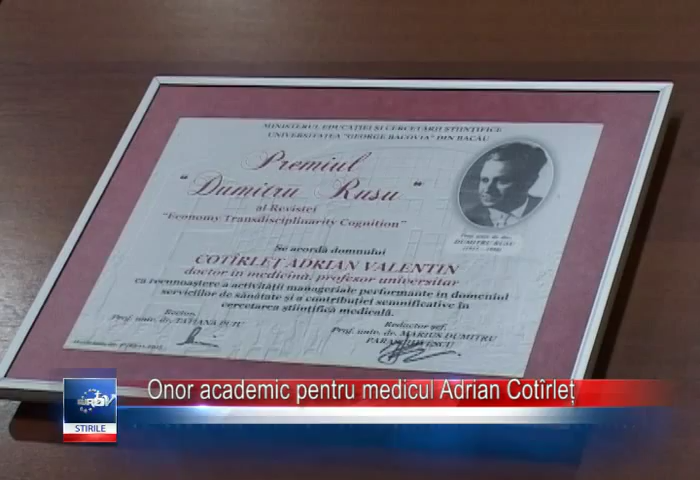 MINISTERUL EDUCAȚIEI ȘI CERCETĂRII ȘTIINȚIFICE
UNIVERSITATEA "GEORGE BACOVIA" DIN BACĂU
Premiul
"Dumitru Rusu"
al Revistei
"Economy Transdisciplinarity Cognition"
Se acordă domnului
COTÎRLEȚ ADRIAN VALENTIN
doctor în medicină, profesor universitar
ca recunoaștere a activității manageriale performante în domeniul
serviciilor de sănătate și a contribuției semnificative în
cercetarea științifică medicală.
Rector,
Prof. univ. dr. TATIANA PUIU
Redactor șef,
Prof. univ. dr. MARIUS DUMITRU
PARASCHIVESCU
DUMITRU RUSU
Onor academic pentru medicul Adrian Cotîrleț
STIRILE